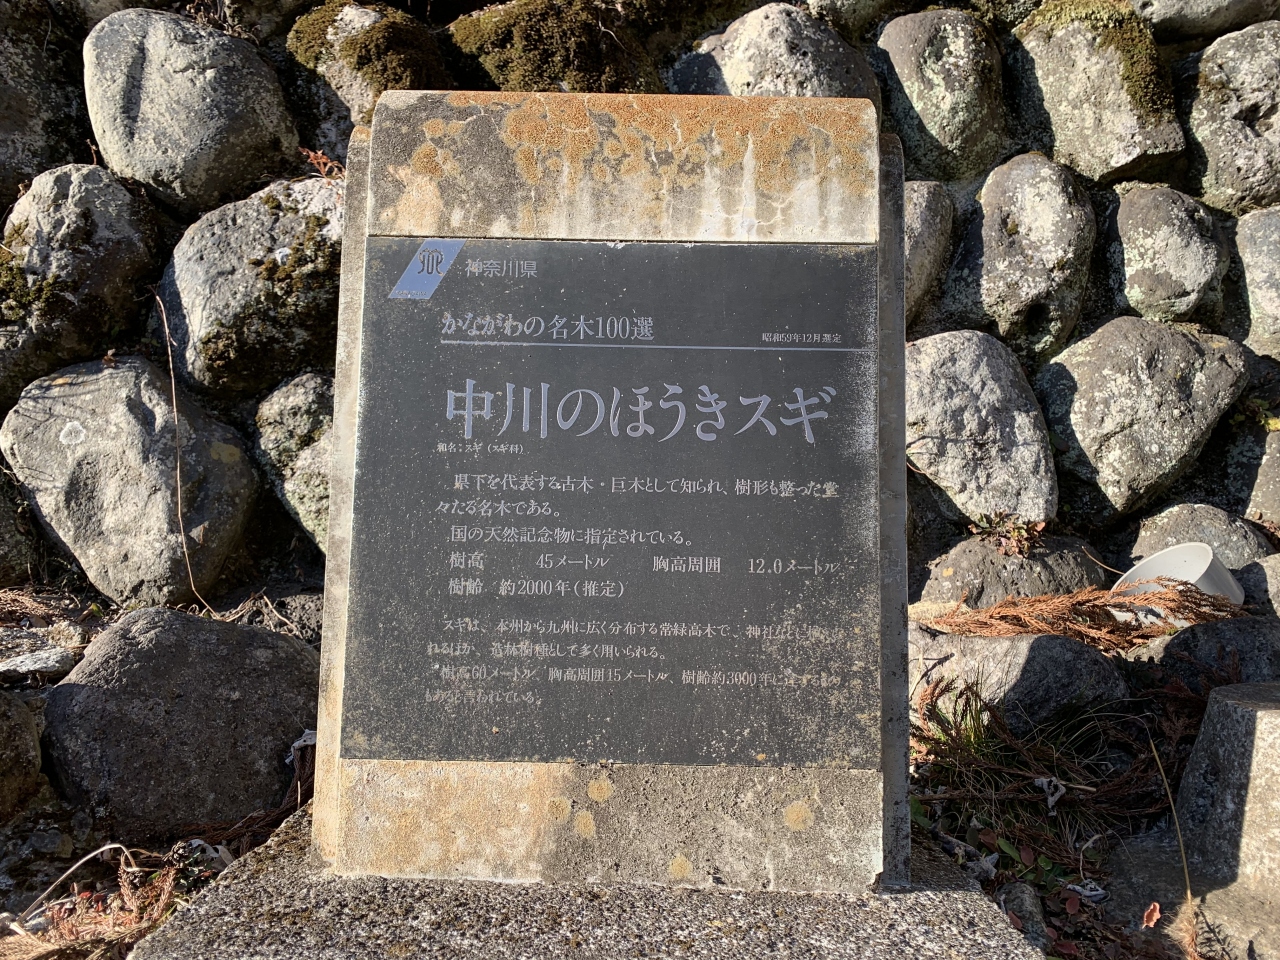 神奈川県
かながわの名木100選
昭和59年12月選定
中川のほうきスギ
和名:スギ(スギ科)
県下を代表する古木・巨木として知られ、樹形も整った堂
々たる名木である。
国の天然記念物に指定されている。
樹高 45メートル 胸高周囲 12.0メートル
樹齢 約2000年(推定)
スギは、本州から九州に広く分布する常緑高木で、神社などに
れるほか、造林樹種として多く用いられる。
樹高60メートル、胸高周囲15メートル、樹齢約3000年に達するもの
もあると言われている。